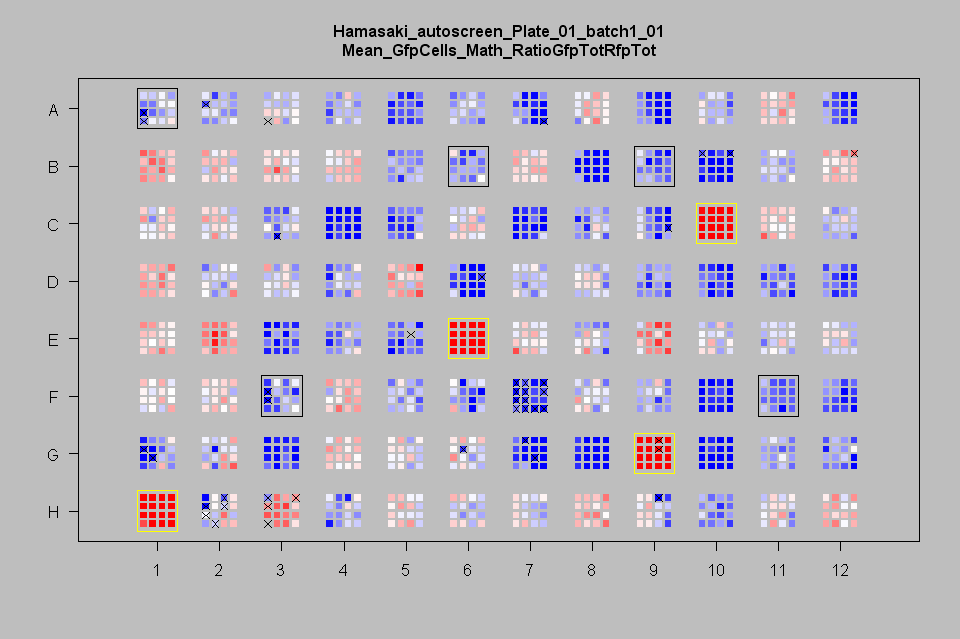 Hamasaki_autoscreen_Plate_01_batch1_01
Mean_GfpCells_Math_RatioGfpTotRfpTot
A
B
C
D
E
F
G
H
1 2 3 4 5 6 7 8 9 10 11 12